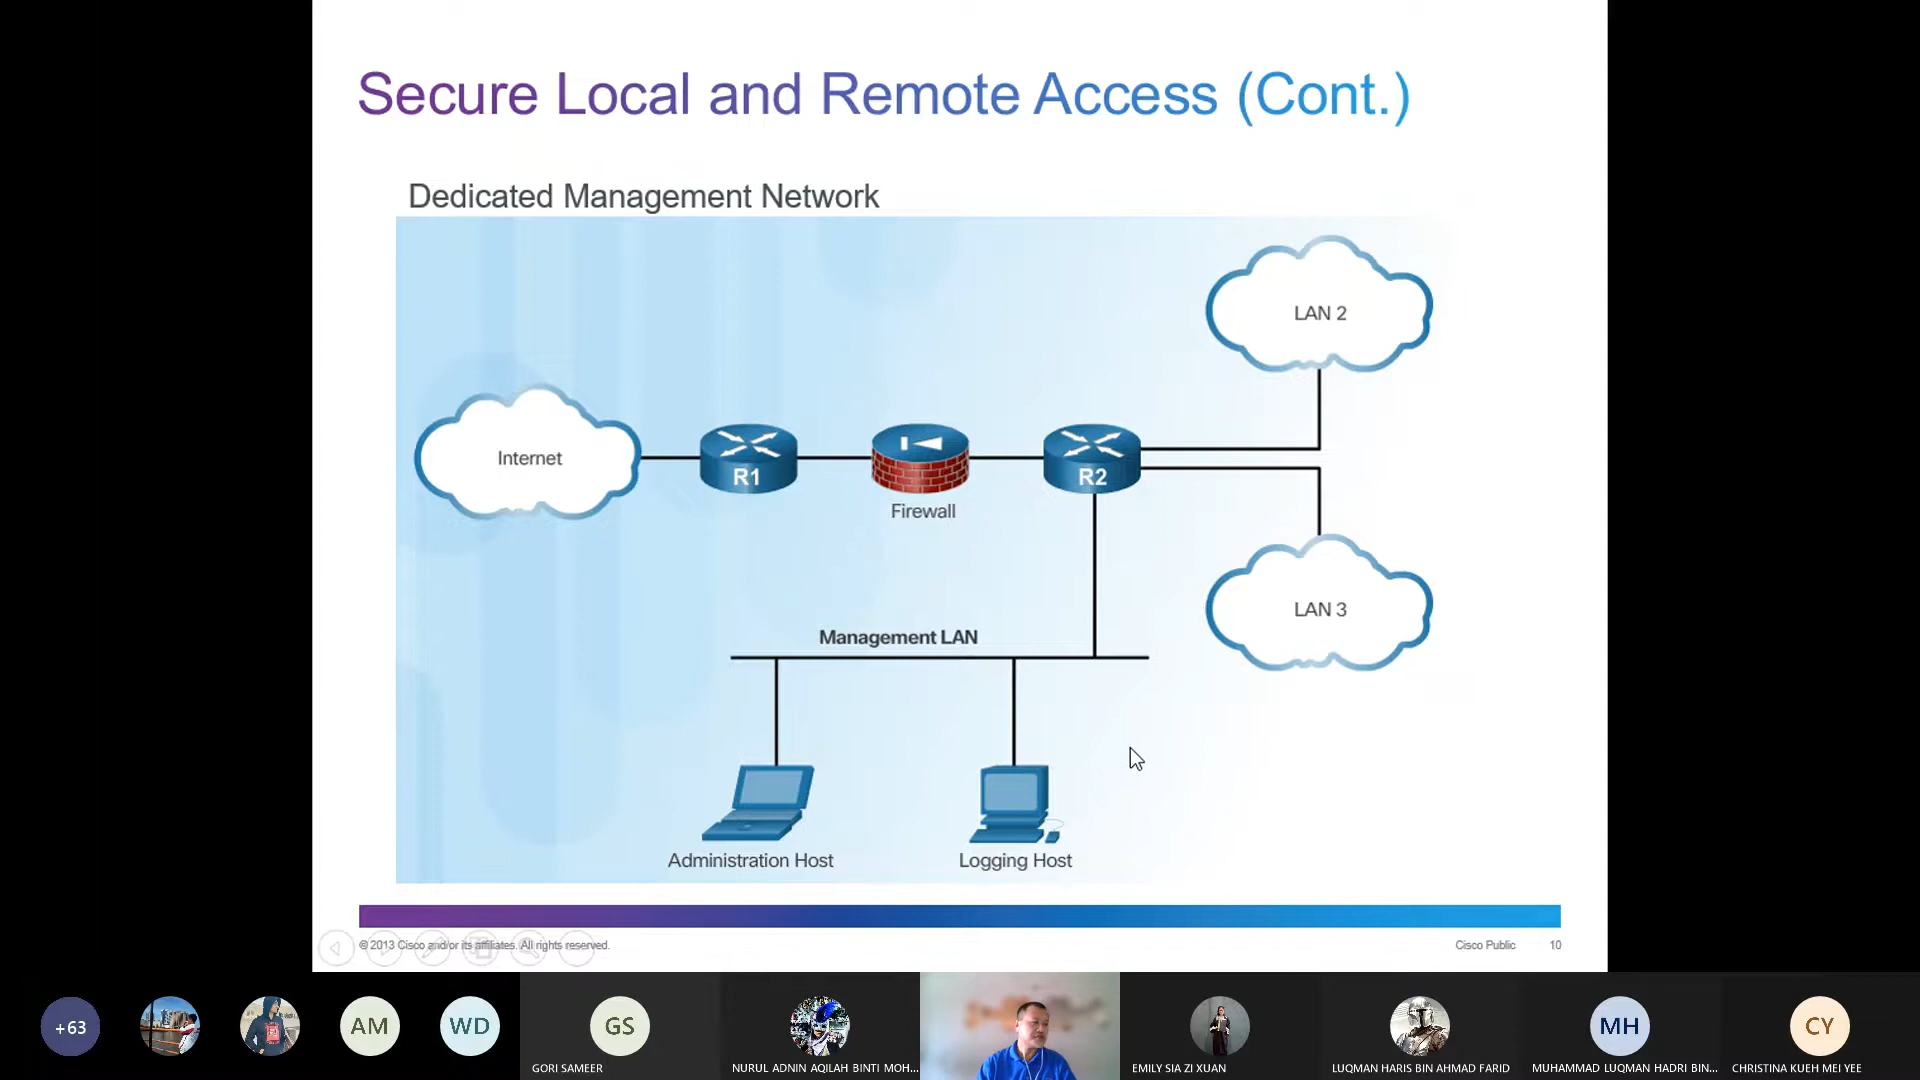 Secure Local and Remote Access (Cont.)
Dedicated Management Network
LAN 2
Internet
R1
R2
Firewall
LAN 3
Management LAN
Administration Host
Logging Host
© 2013 Cisco and/or its affiliates. All rights reserved.
Cisco Public
10
+63
AM
WD
GS
MH
CY
GORI SAMEER
NURUL ADNIN AQILAH BINTI MOH...
EMILY SIA ZI XUAN
LUQMAN HARIS BIN AHMAD FARID
MUHAMMAD LUQMAN HADRI BIN...
CHRISTINA KUEH MEI YEE